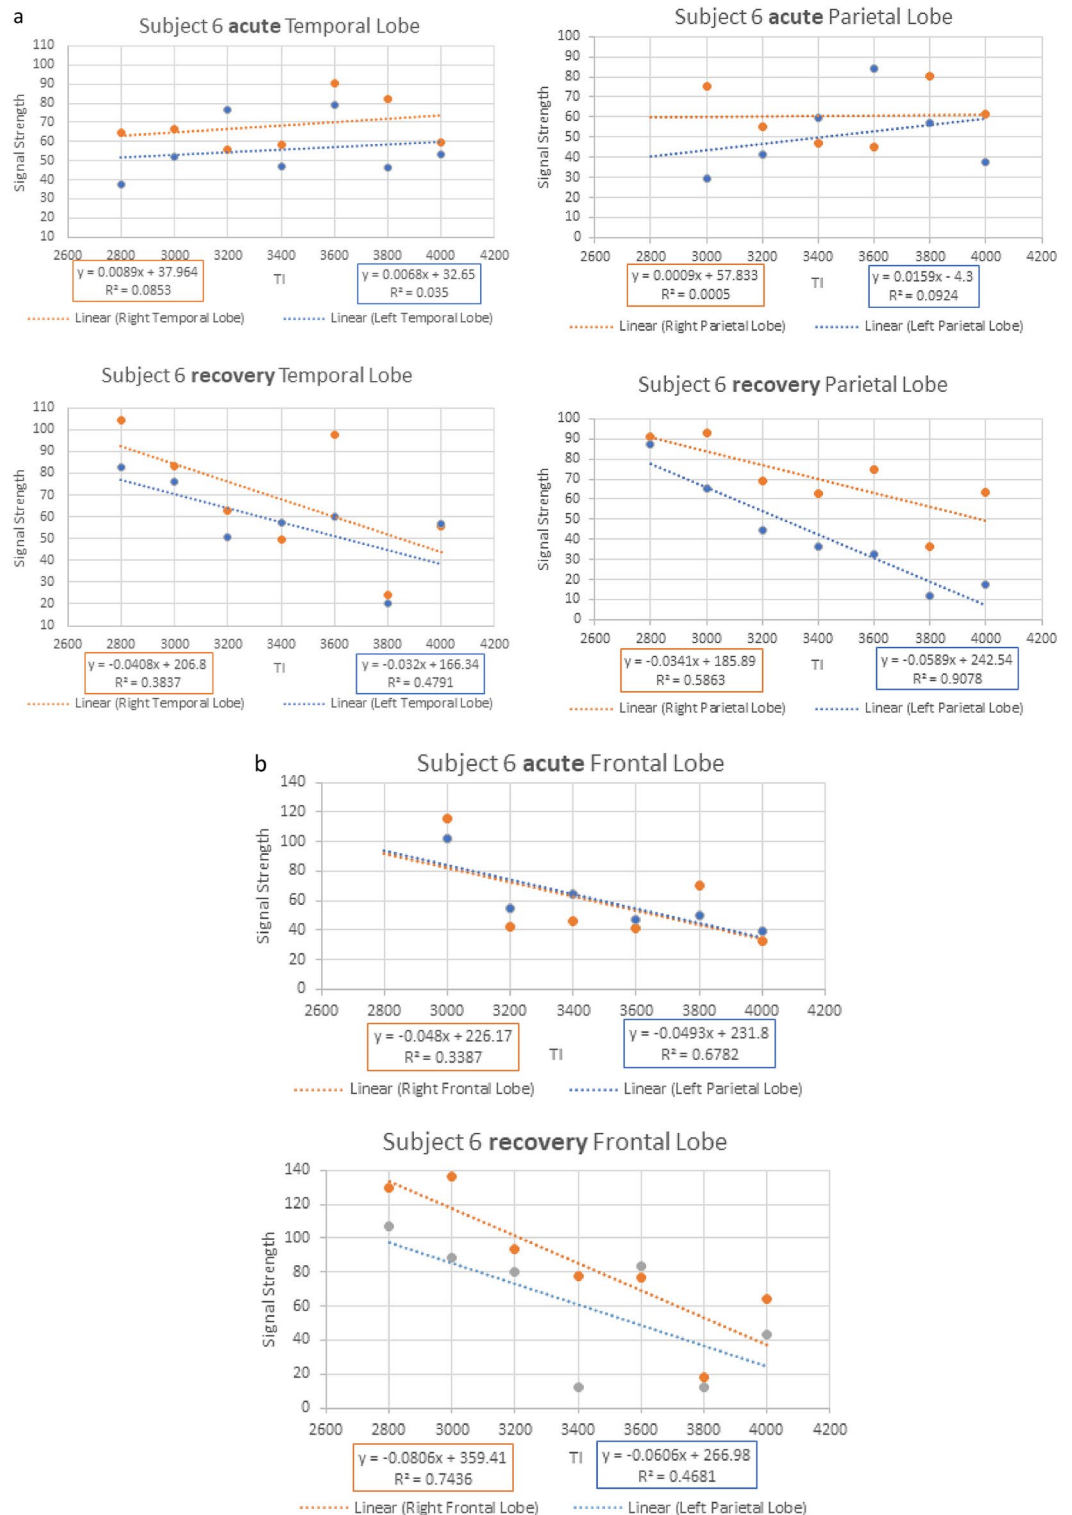 a
Subject 6 acute Temporal Lobe
110
100
90
80
70
60
50
40
30
20
10
Signal Strength
2600 2800 3000 3200 3400 3600 3800 4000 4200
y = 0.0089x + 37.964
R² = 0.0853
TI
y = 0.0068x + 32.65
R² = 0.035
Linear (Right Temporal Lobe) Linear (Left Temporal Lobe)
Subject 6 acute Parietal Lobe
100
90
80
70
60
50
40
30
20
10
0
Signal Strength
2600 2800 3000 3200 3400 3600 3800 4000 4200
y = 0.0009x + 57.833
R² = 0.0005
TI
y = 0.0159x - 4.3
R² = 0.0924
Linear (Right Parietal Lobe) Linear (Left Parietal Lobe)
Subject 6 recovery Temporal Lobe
110
100
90
80
70
60
50
40
30
20
10
Signal Strength
2600 2800 3000 3200 3400 3600 3800 4000 4200
y = -0.0408x + 206.8
R² = 0.3837
TI
y = -0.032x + 166.34
R² = 0.4791
Linear (Right Temporal Lobe) Linear (Left Temporal Lobe)
Subject 6 recovery Parietal Lobe
100
90
80
70
60
50
40
30
20
10
0
Signal Strength
2600 2800 3000 3200 3400 3600 3800 4000 4200
y = -0.0341x + 185.89
R² = 0.5863
TI
y = -0.0589x + 242.54
R² = 0.9078
Linear (Right Parietal Lobe) Linear (Left Parietal Lobe)
b
Subject 6 acute Frontal Lobe
140
120
100
80
60
40
20
0
Signal Strength
2600 2800 3000 3200 3400 3600 3800 4000 4200
y = -0.048x + 226.17
R² = 0.3387
TI
y = -0.0493x + 231.8
R² = 0.6782
Linear (Right Frontal Lobe) Linear (Left Parietal Lobe)
Subject 6 recovery Frontal Lobe
140
120
100
80
60
40
20
0
Signal Strength
2600 2800 3000 3200 3400 3600 3800 4000 4200
y = -0.0806x + 359.41
R² = 0.7436
TI
y = -0.0606x + 266.98
R² = 0.4681
Linear (Right Frontal Lobe) Linear (Left Parietal Lobe)